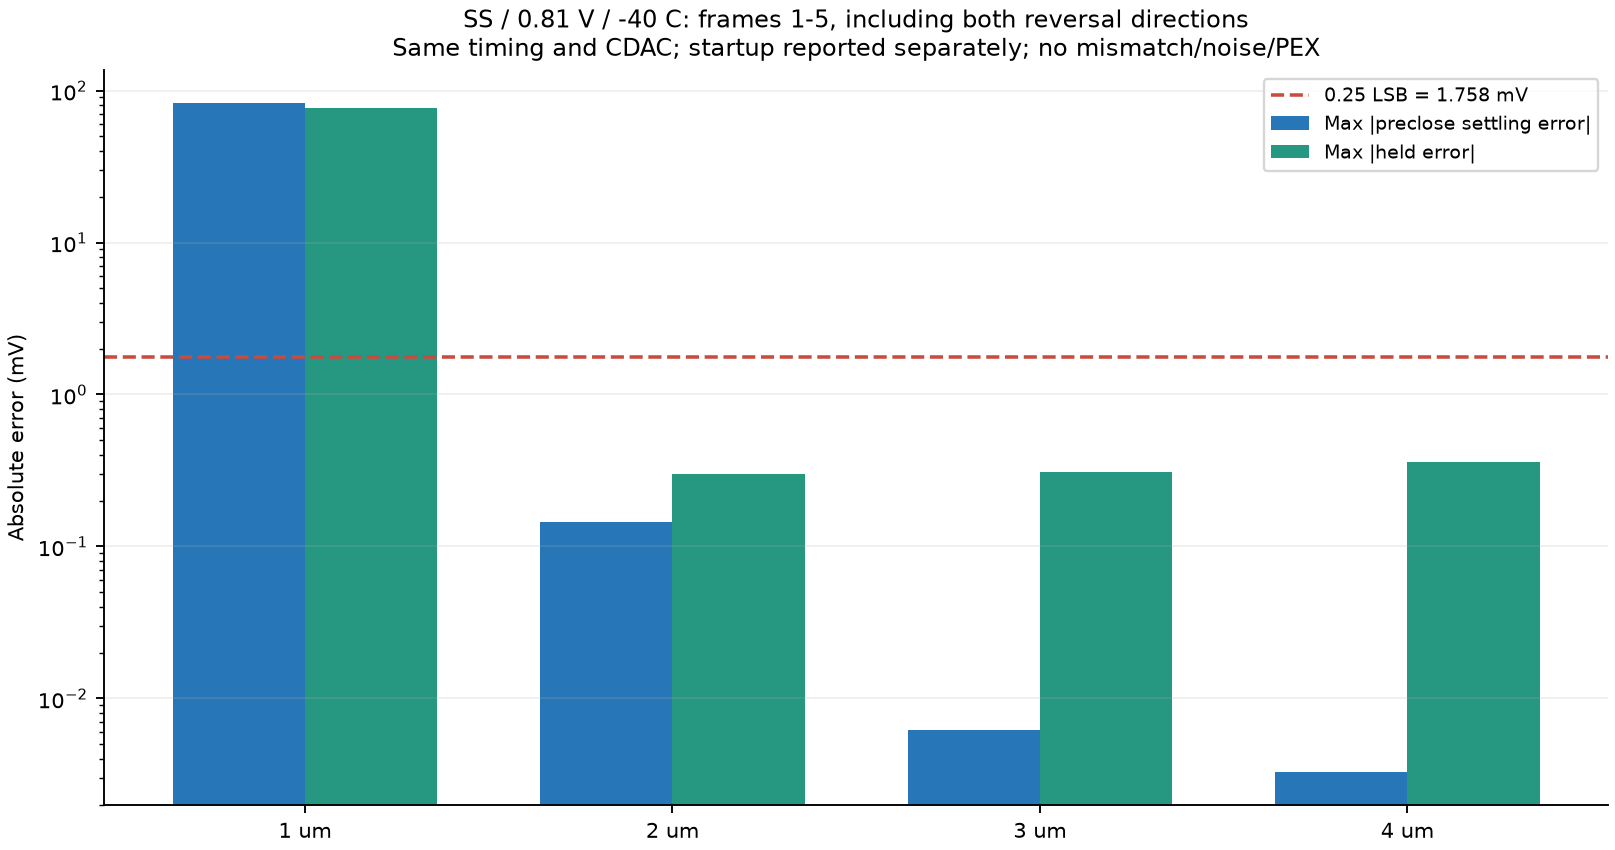 SS / 0.81 V / -40 C: frames 1-5, including both reversal directions
Same timing and CDAC; startup reported separately; no mismatch/noise/PEX
0.25 LSB = 1.758 mV
Max |preclose settling error|
Max |held error|
Absolute error (mV)
10²
10¹
10⁰
10⁻¹
10⁻²
1 um
2 um
3 um
4 um